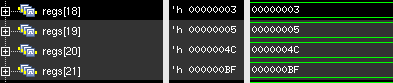 regs[18] 'h 00000003 00000003
regs[19] 'h 00000005 00000005
regs[20] 'h 0000004C 0000004C
regs[21] 'h 000000BF 000000BF